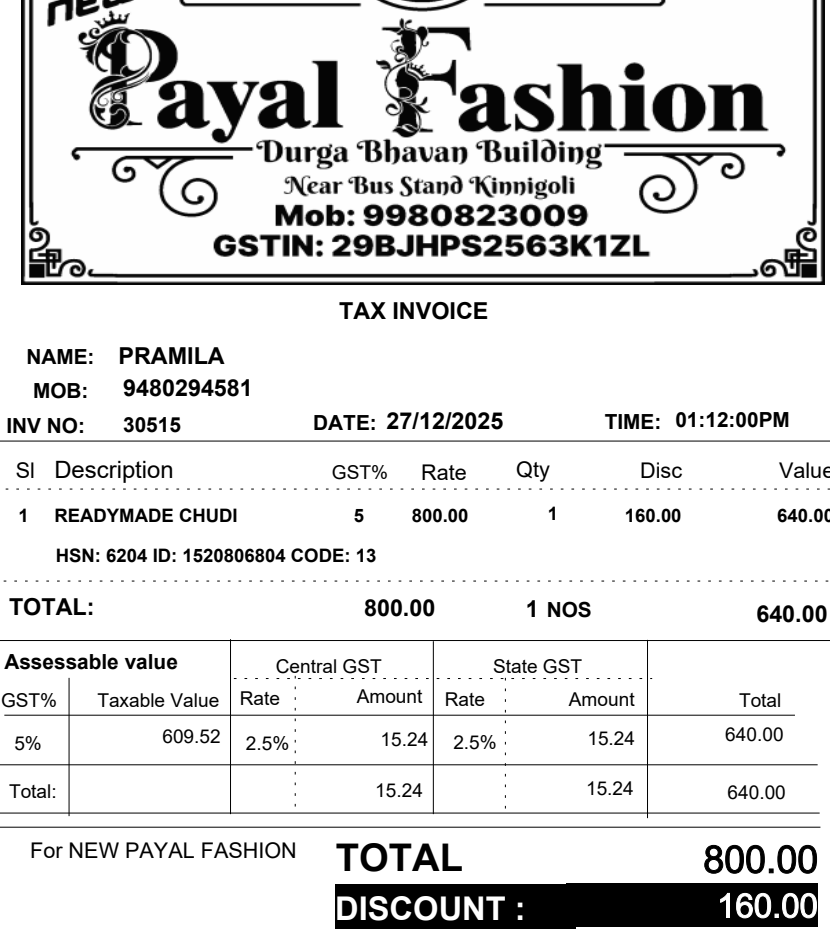 new
Payal Fashion
Durga Bhavan Building
Near Bus Stand Kinnigoli
Mob: 9980823009
GSTIN: 29BJHPS2563K1ZL
TAX INVOICE
NAME: PRAMILA
MOB: 9480294581
INV NO: 30515 DATE: 27/12/2025 TIME: 01:12:00PM
Sl Description GST% Rate Qty Disc Value
1 READYMADE CHUDI 5 800.00 1 160.00 640.00
HSN: 6204 ID: 1520806804 CODE: 13
TOTAL: 800.00 1 NOS 640.00
Assessable value Central GST State GST
GST% Taxable Value Rate Amount Rate Amount Total
5% 609.52 2.5% 15.24 2.5% 15.24 640.00
Total: 15.24 15.24 640.00
For NEW PAYAL FASHION TOTAL 800.00
DISCOUNT : 160.00